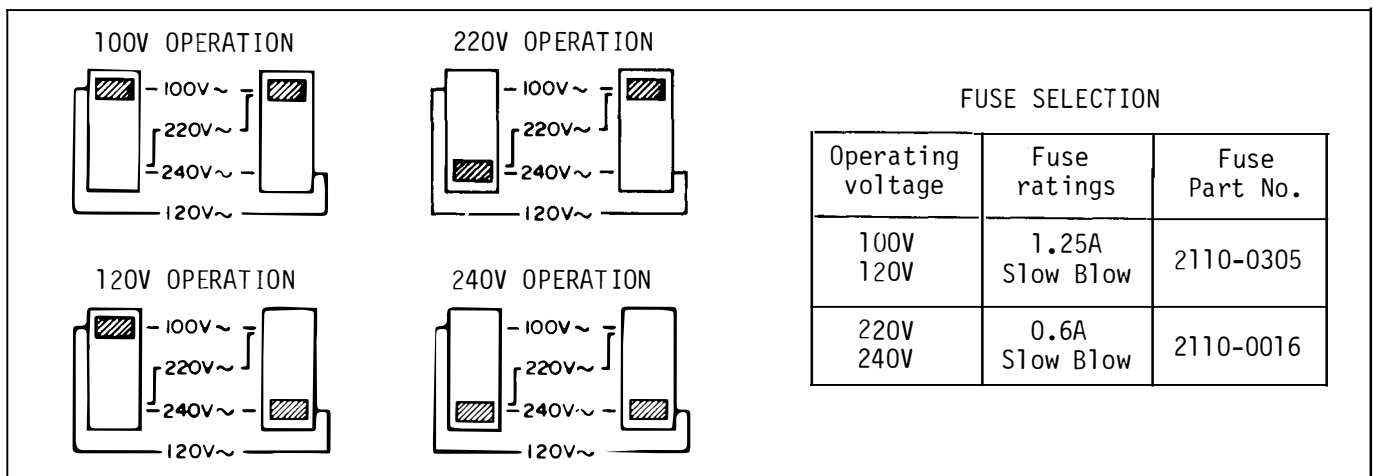 100V OPERATION
100V~
220V~
240V~
120V~
220V OPERATION
100V~
220V~
240V~
120V~
120V OPERATION
100V~
220V~
240V~
120V~
240V OPERATION
100V~
220V~
240V~
120V~
FUSE SELECTION
Operating voltage
Fuse ratings
Fuse Part No.
100V
120V
1.25A
Slow Blow
2110-0305
220V
240V
0.6A
Slow Blow
2110-0016